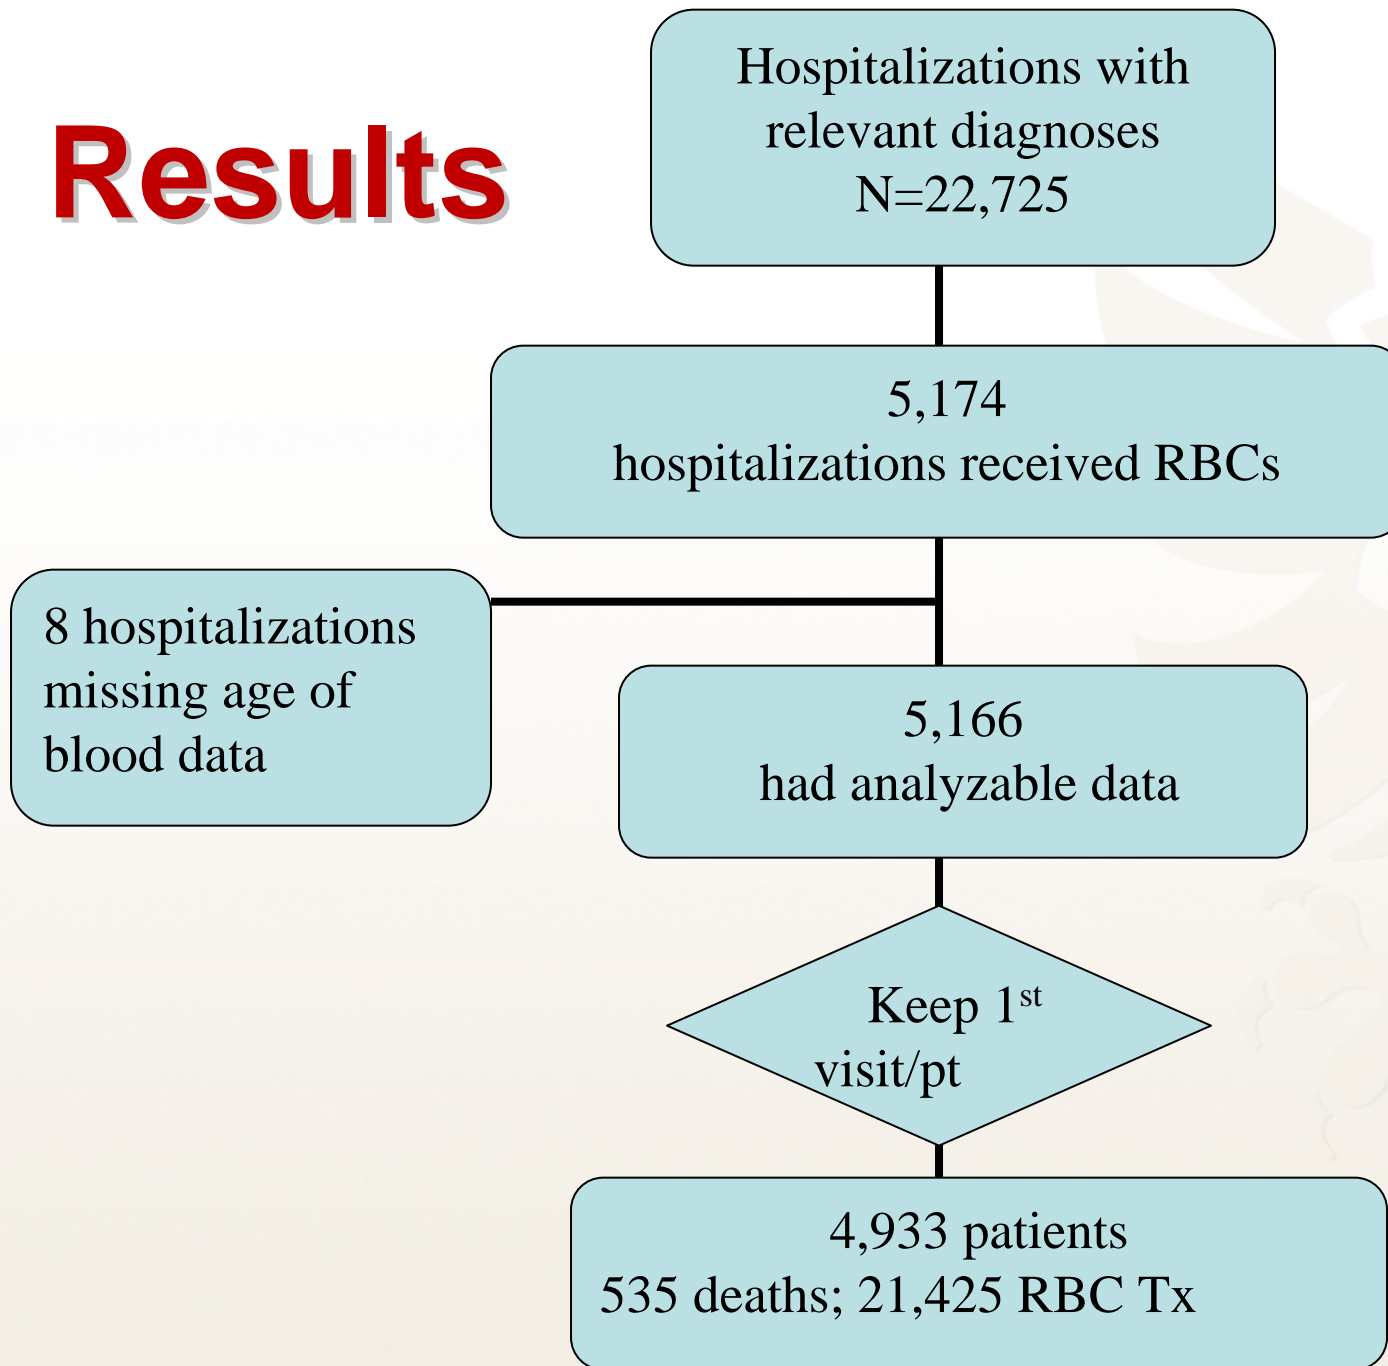 Results
Hospitalizations with
relevant diagnoses
N=22,725
5,174
hospitalizations received RBCs
8 hospitalizations
missing age of
blood data
5,166
had analyzable data
Keep 1st
visit/pt
4,933 patients
535 deaths; 21,425 RBC Tx